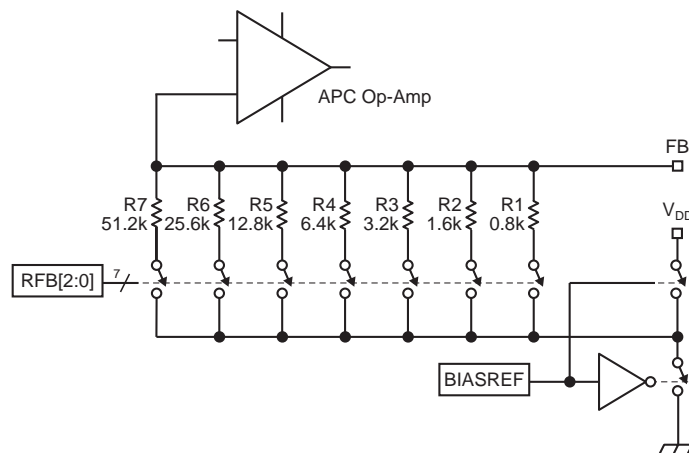 APC Op-Amp
FB
R7 51.2k
R6 25.6k
R5 12.8k
R4 6.4k
R3 3.2k
R2 1.6k
R1 0.8k
VDD
RFB[2:0]
7
BIASREF